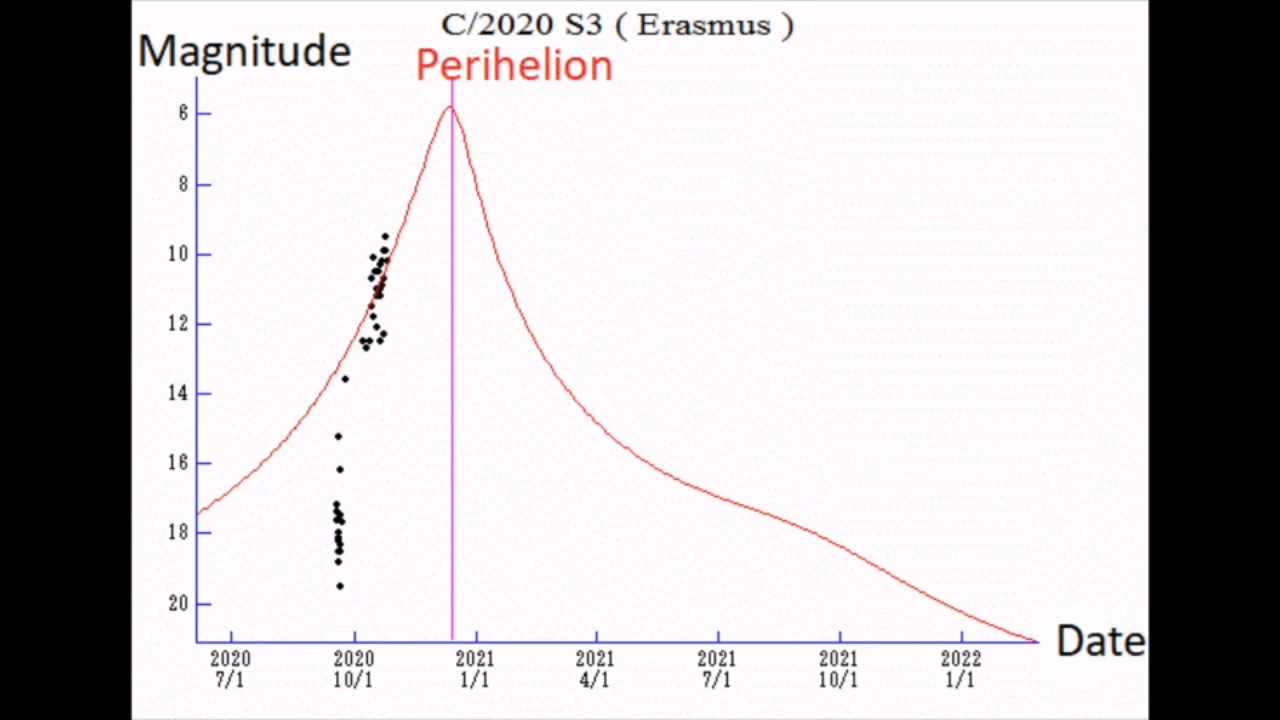 C/2020 S3 ( Erasmus )
Magnitude
Perihelion
6
8
10
12
14
16
18
20
Date
2020 2020 2021 2021 2021 2021 2022
7/1 10/1 1/1 4/1 7/1 10/1 1/1